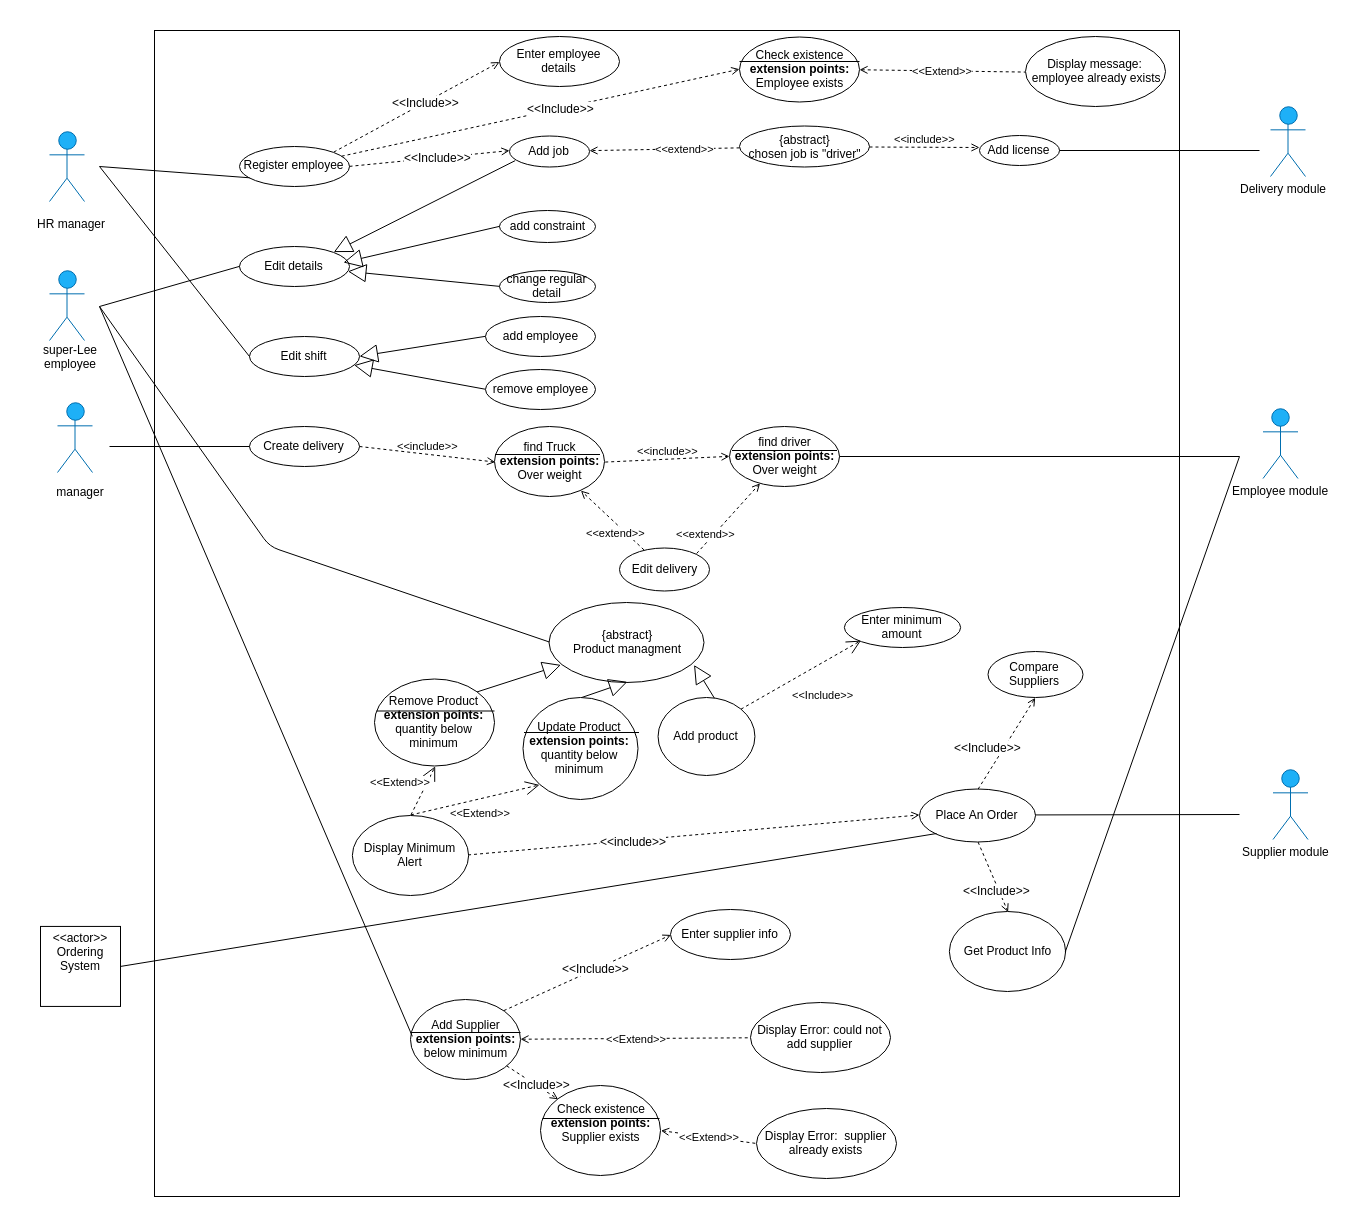 Enter employee
details
Check existence
extension points:
Employee exists
Display message:
employee already exists
<<Extend>>
<<Include>>
<<Include>>
HR manager
Register employee
<<Include>>
Add job
<<extend>>
{abstract}
chosen job is "driver"
<<include>>
Add license
Delivery module
add constraint
Edit details
change regular
detail
super-Lee
employee
add employee
Edit shift
remove employee
manager
Create delivery
<<include>>
find Truck
extension points:
Over weight
<<include>>
find driver
extension points:
Over weight
Employee module
<<extend>>
<<extend>>
Edit delivery
{abstract}
Product managment
Enter minimum
amount
<<Include>>
Compare
Suppliers
Remove Product
extension points:
quantity below
minimum
Update Product
extension points:
quantity below
minimum
Add product
<<Include>>
<<Extend>>
<<Extend>>
Place An Order
Display Minimum
Alert
<<include>>
Supplier module
<<Include>>
<<actor>>
Ordering
System
Enter supplier info
Get Product Info
<<Include>>
Add Supplier
extension points:
below minimum
<<Extend>>
Display Error: could not
add supplier
<<Include>>
Check existence
extension points:
Supplier exists
<<Extend>>
Display Error:  supplier
already exists